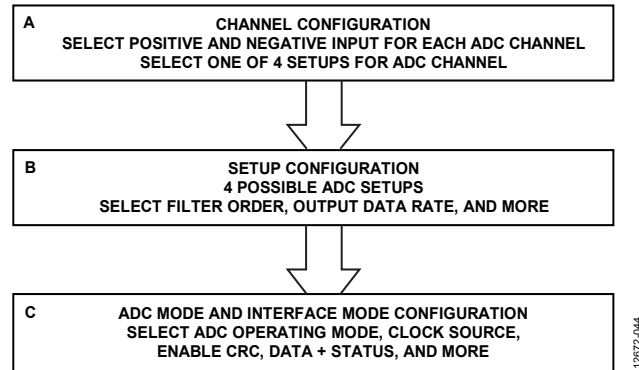 A
CHANNEL CONFIGURATION
SELECT POSITIVE AND NEGATIVE INPUT FOR EACH ADC CHANNEL
SELECT ONE OF 4 SETUPS FOR ADC CHANNEL
B
SETUP CONFIGURATION
4 POSSIBLE ADC SETUPS
SELECT FILTER ORDER, OUTPUT DATA RATE, AND MORE
C
ADC MODE AND INTERFACE MODE CONFIGURATION
SELECT ADC OPERATING MODE, CLOCK SOURCE,
ENABLE CRC, DATA + STATUS, AND MORE
12672-044